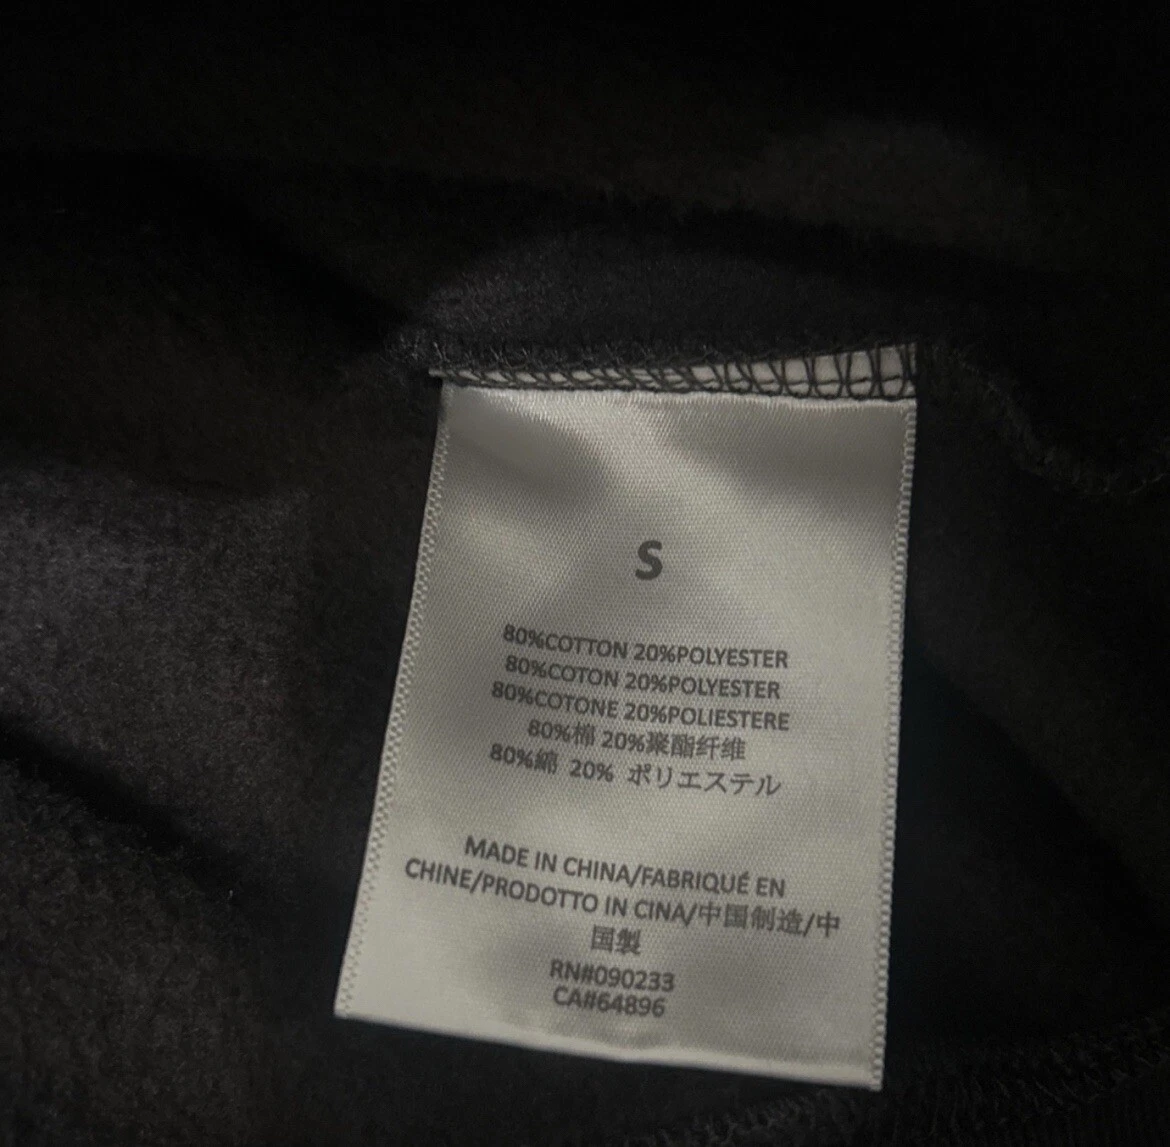 S
80%COTTON 20%POLYESTER
80%COTON 20%POLYESTER
80%COTONE 20%POLIESTERE
80%棉 20%聚酯纤维
80%綿 20% ポリエステル
MADE IN CHINA/FABRIQUÉ EN
CHINE/PRODOTTO IN CINA/中国制造/中
国製
RN#090233
CA#64896